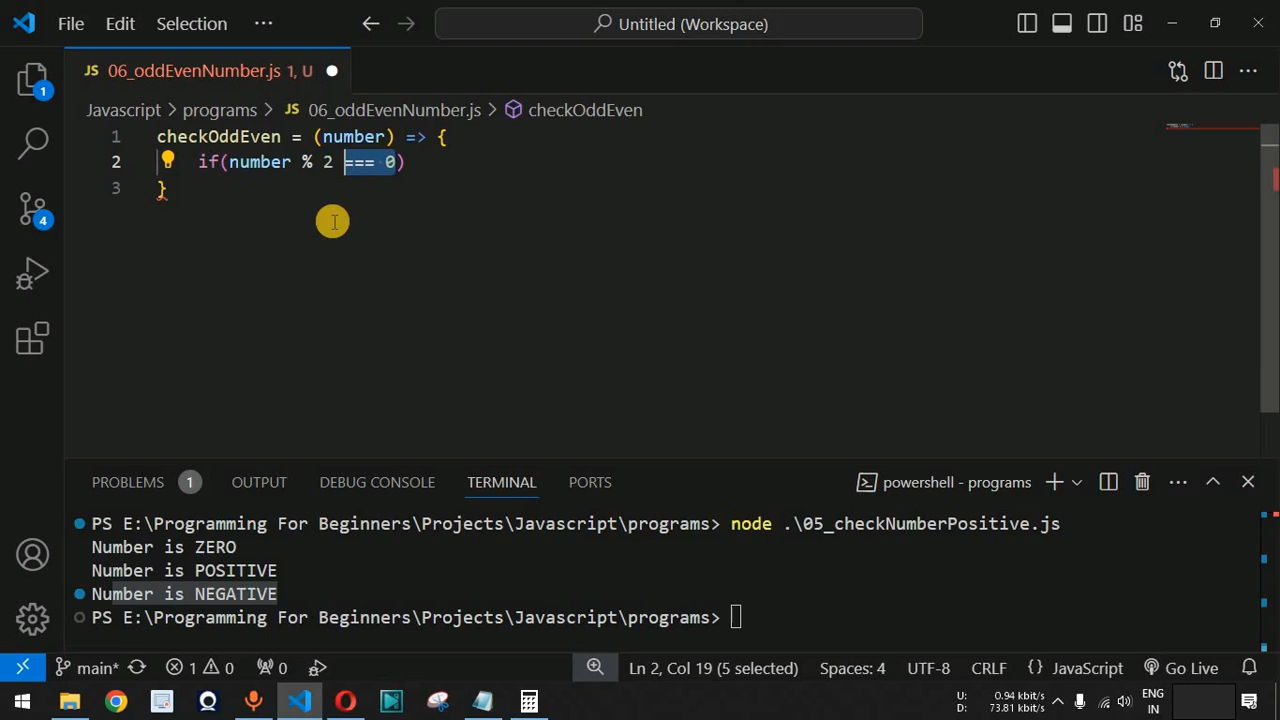 File Edit Selection ··· Untitled (Workspace)
JS 06_oddEvenNumber.js 1, U
Javascript > programs > JS 06_oddEvenNumber.js > checkOddEven
1 checkOddEven = (number) => {
2 if(number % 2 === 0)
3 }
1
4
PROBLEMS 1 OUTPUT DEBUG CONSOLE TERMINAL PORTS powershell - programs
PS E:\Programming For Beginners\Projects\Javascript\programs> node .\05_checkNumberPositive.js
Number is ZERO
Number is POSITIVE
Number is NEGATIVE
PS E:\Programming For Beginners\Projects\Javascript\programs>
main* 1 0 0 Ln 2, Col 19 (5 selected) Spaces: 4 UTF-8 CRLF {} JavaScript Go Live
U: 0.94 kbit/s ENG
D: 73.81 kbit/s IN